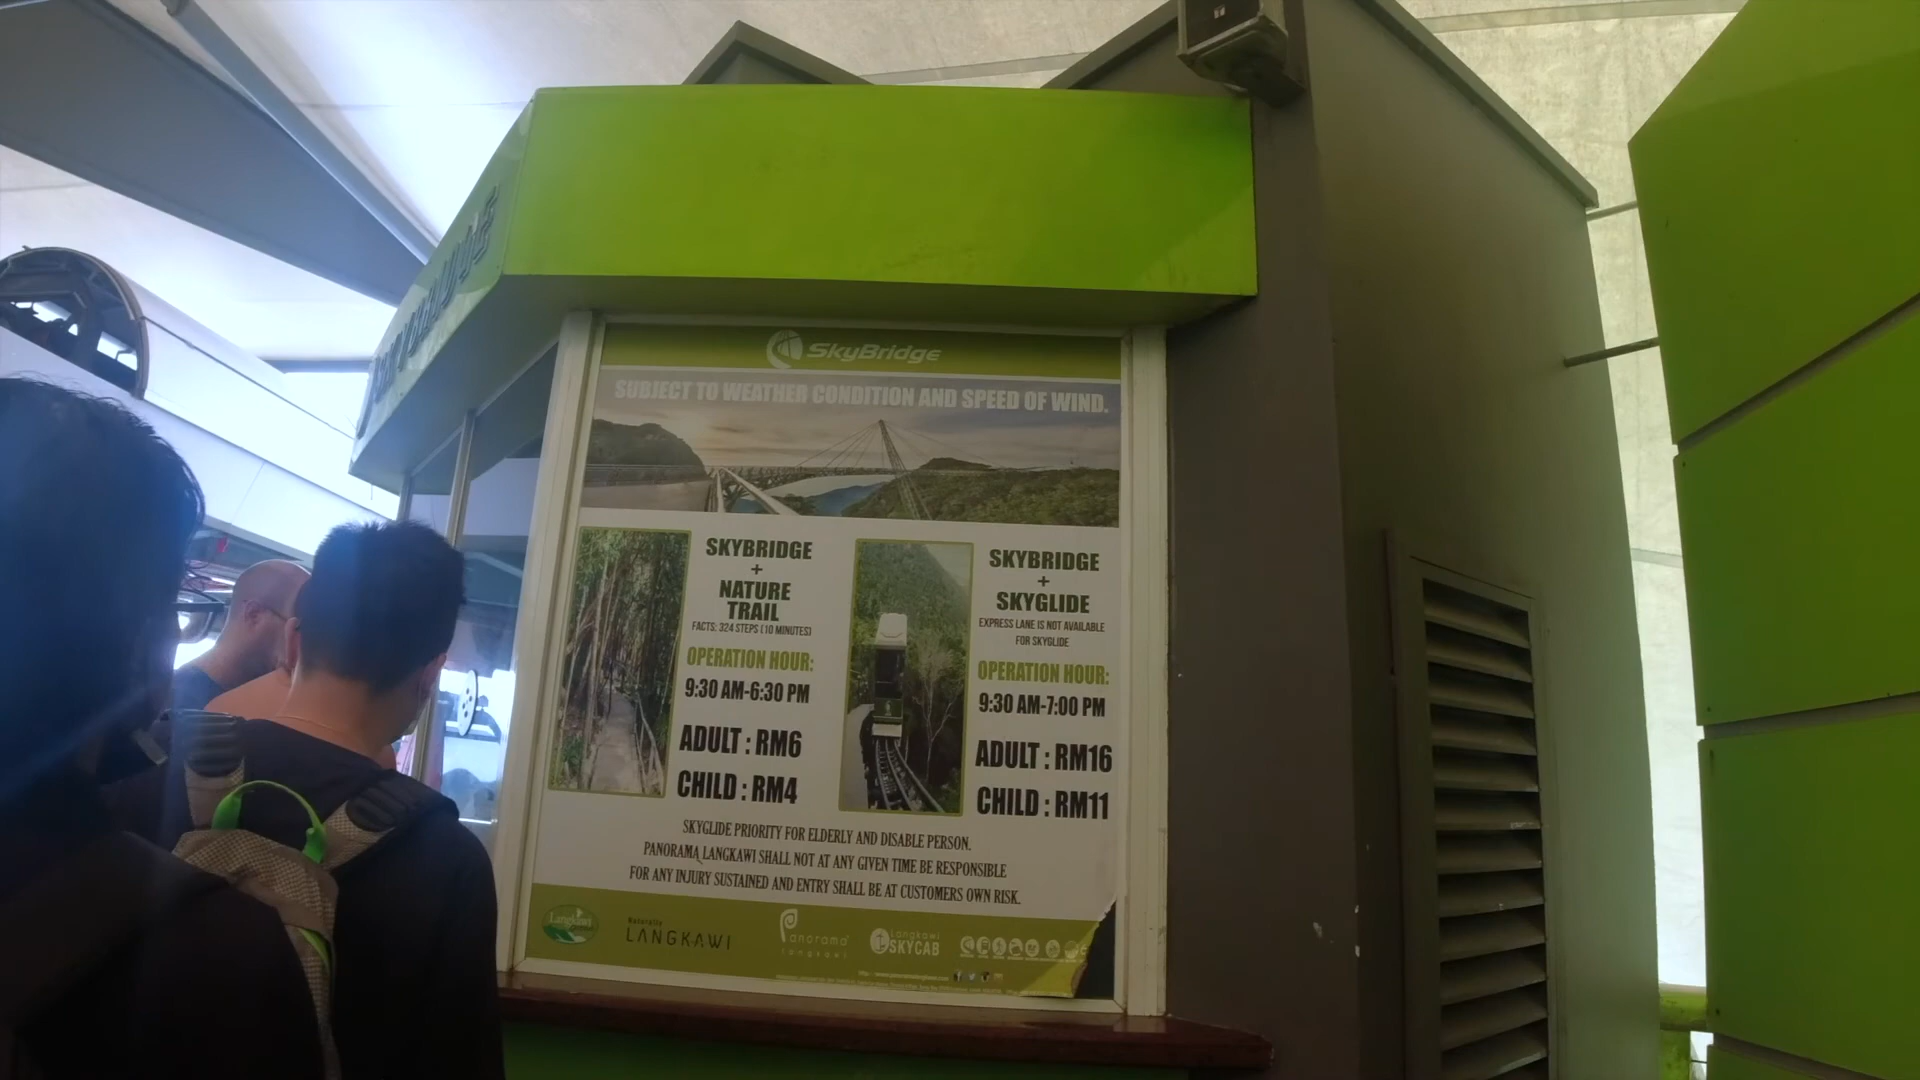 SKYBRIDGE
SkyBridge
SUBJECT TO WEATHER CONDITION AND SPEED OF WIND.
SKYBRIDGE
+
NATURE
TRAIL
FACTS: 324 STEPS (10 MINUTES)
OPERATION HOUR:
9:30 AM-6:30 PM
ADULT : RM6
CHILD : RM4
SKYBRIDGE
+
SKYGLIDE
EXPRESS LANE IS NOT AVAILABLE
FOR SKYGLIDE
OPERATION HOUR:
9:30 AM-7:00 PM
ADULT : RM16
CHILD : RM11
SKYGLIDE PRIORITY FOR ELDERLY AND DISABLE PERSON.
PANORAMA LANGKAWI SHALL NOT AT ANY GIVEN TIME BE RESPONSIBLE
FOR ANY INJURY SUSTAINED AND ENTRY SHALL BE AT CUSTOMERS OWN RISK.
Langkawi
Naturally
LANGKAWI
Panorama
langkawi
Langkawi
SKYCAB